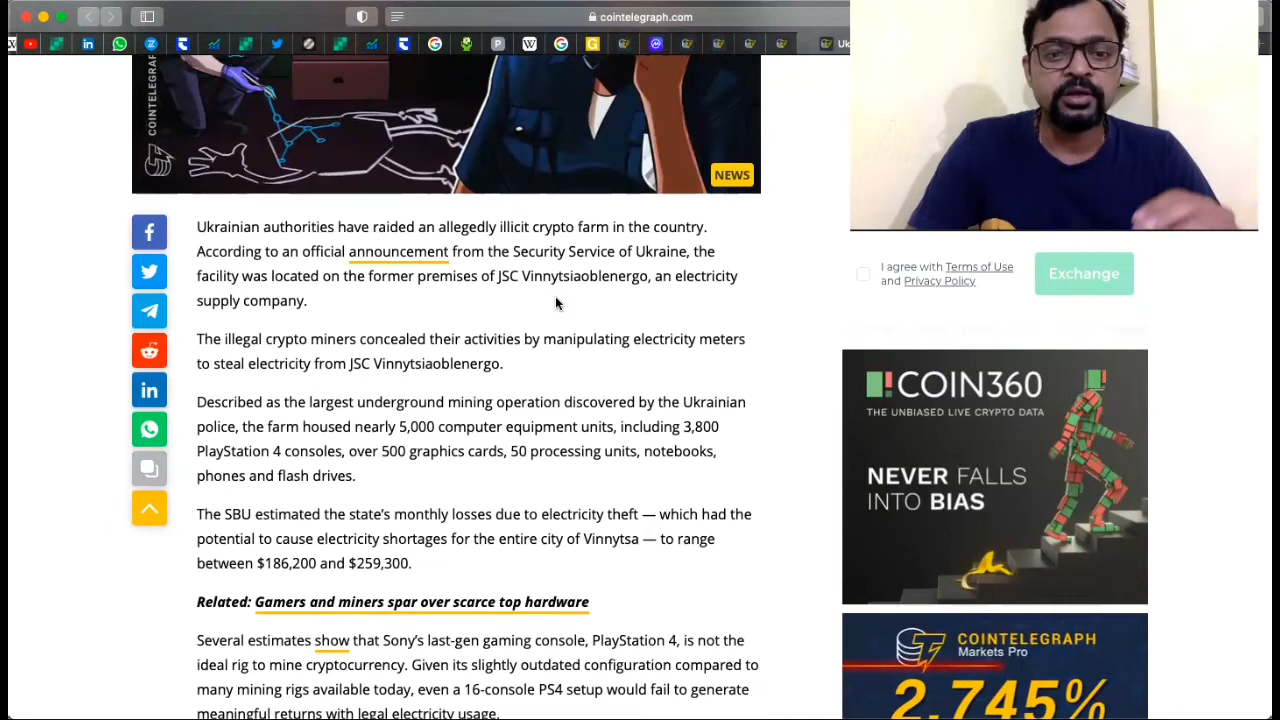 cointelegraph.com
COINTELEGRAPH
NEWS
Ukrainian authorities have raided an allegedly illicit crypto farm in the country.
According to an official announcement from the Security Service of Ukraine, the
facility was located on the former premises of JSC Vinnytsiaoblenergo, an electricity
supply company.
The illegal crypto miners concealed their activities by manipulating electricity meters
to steal electricity from JSC Vinnytsiaoblenergo.
Described as the largest underground mining operation discovered by the Ukrainian
police, the farm housed nearly 5,000 computer equipment units, including 3,800
PlayStation 4 consoles, over 500 graphics cards, 50 processing units, notebooks,
phones and flash drives.
The SBU estimated the state’s monthly losses due to electricity theft — which had the
potential to cause electricity shortages for the entire city of Vinnytsa — to range
between $186,200 and $259,300.
Related: Gamers and miners spar over scarce top hardware
Several estimates show that Sony’s last-gen gaming console, PlayStation 4, is not the
ideal rig to mine cryptocurrency. Given its slightly outdated configuration compared to
many mining rigs available today, even a 16-console PS4 setup would fail to generate
meaningful returns with legal electricity usage.
I agree with Terms of Use
and Privacy Policy
Exchange
COIN360
THE UNBIASED LIVE CRYPTO DATA
NEVER FALLS
INTO BIAS
COINTELEGRAPH
Markets Pro
2,745%